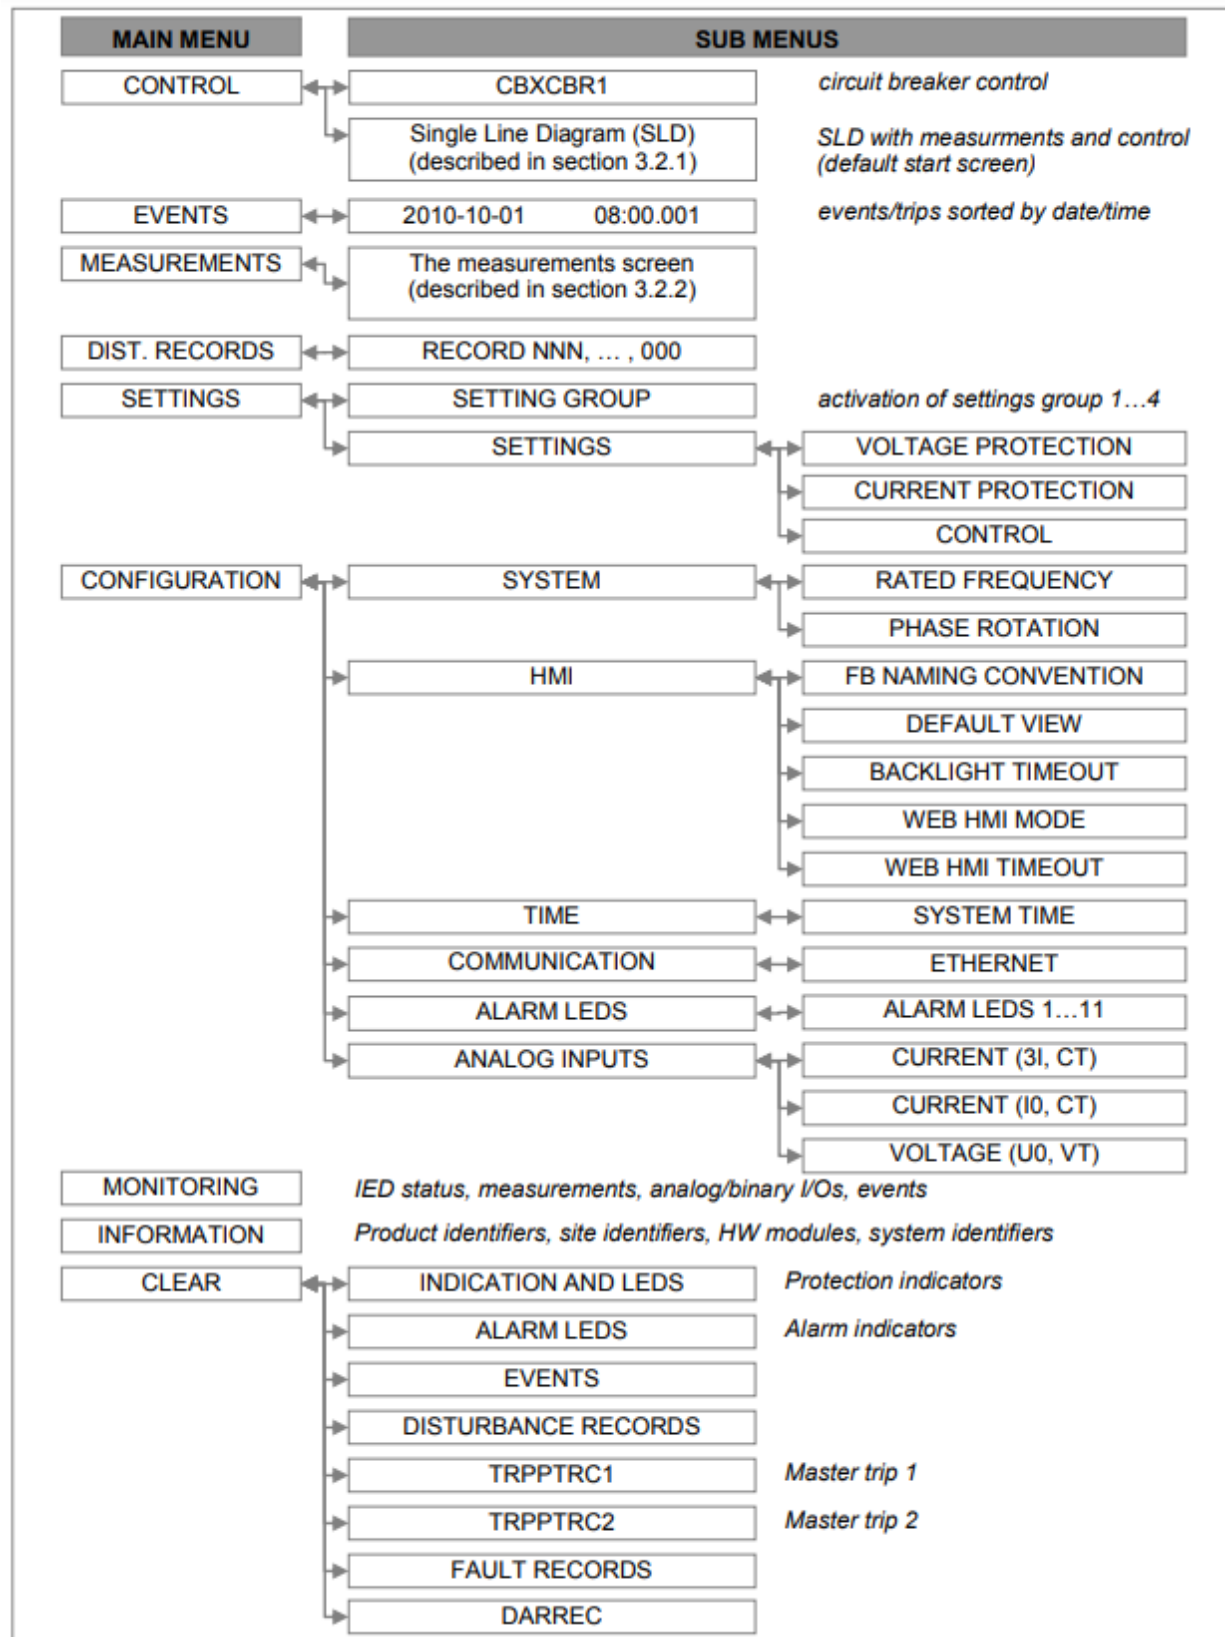 MAIN MENU SUB MENUS
CONTROL CBXCBR1 circuit breaker control
Single Line Diagram (SLD)
(described in section 3.2.1)
SLD with measurments and control
(default start screen)
EVENTS 2010-10-01 08:00.001 events/trips sorted by date/time
MEASUREMENTS The measurements screen
(described in section 3.2.2)
DIST. RECORDS RECORD NNN, … , 000
SETTINGS SETTING GROUP activation of settings group 1…4
SETTINGS VOLTAGE PROTECTION
CURRENT PROTECTION
CONTROL
CONFIGURATION SYSTEM RATED FREQUENCY
PHASE ROTATION
HMI FB NAMING CONVENTION
DEFAULT VIEW
BACKLIGHT TIMEOUT
WEB HMI MODE
WEB HMI TIMEOUT
TIME SYSTEM TIME
COMMUNICATION ETHERNET
ALARM LEDS ALARM LEDS 1…11
ANALOG INPUTS CURRENT (3I, CT)
CURRENT (I0, CT)
VOLTAGE (U0, VT)
MONITORING IED status, measurements, analog/binary I/Os, events
INFORMATION Product identifiers, site identifiers, HW modules, system identifiers
CLEAR INDICATION AND LEDS Protection indicators
ALARM LEDS Alarm indicators
EVENTS
DISTURBANCE RECORDS
TRPPTRC1 Master trip 1
TRPPTRC2 Master trip 2
FAULT RECORDS
DARREC